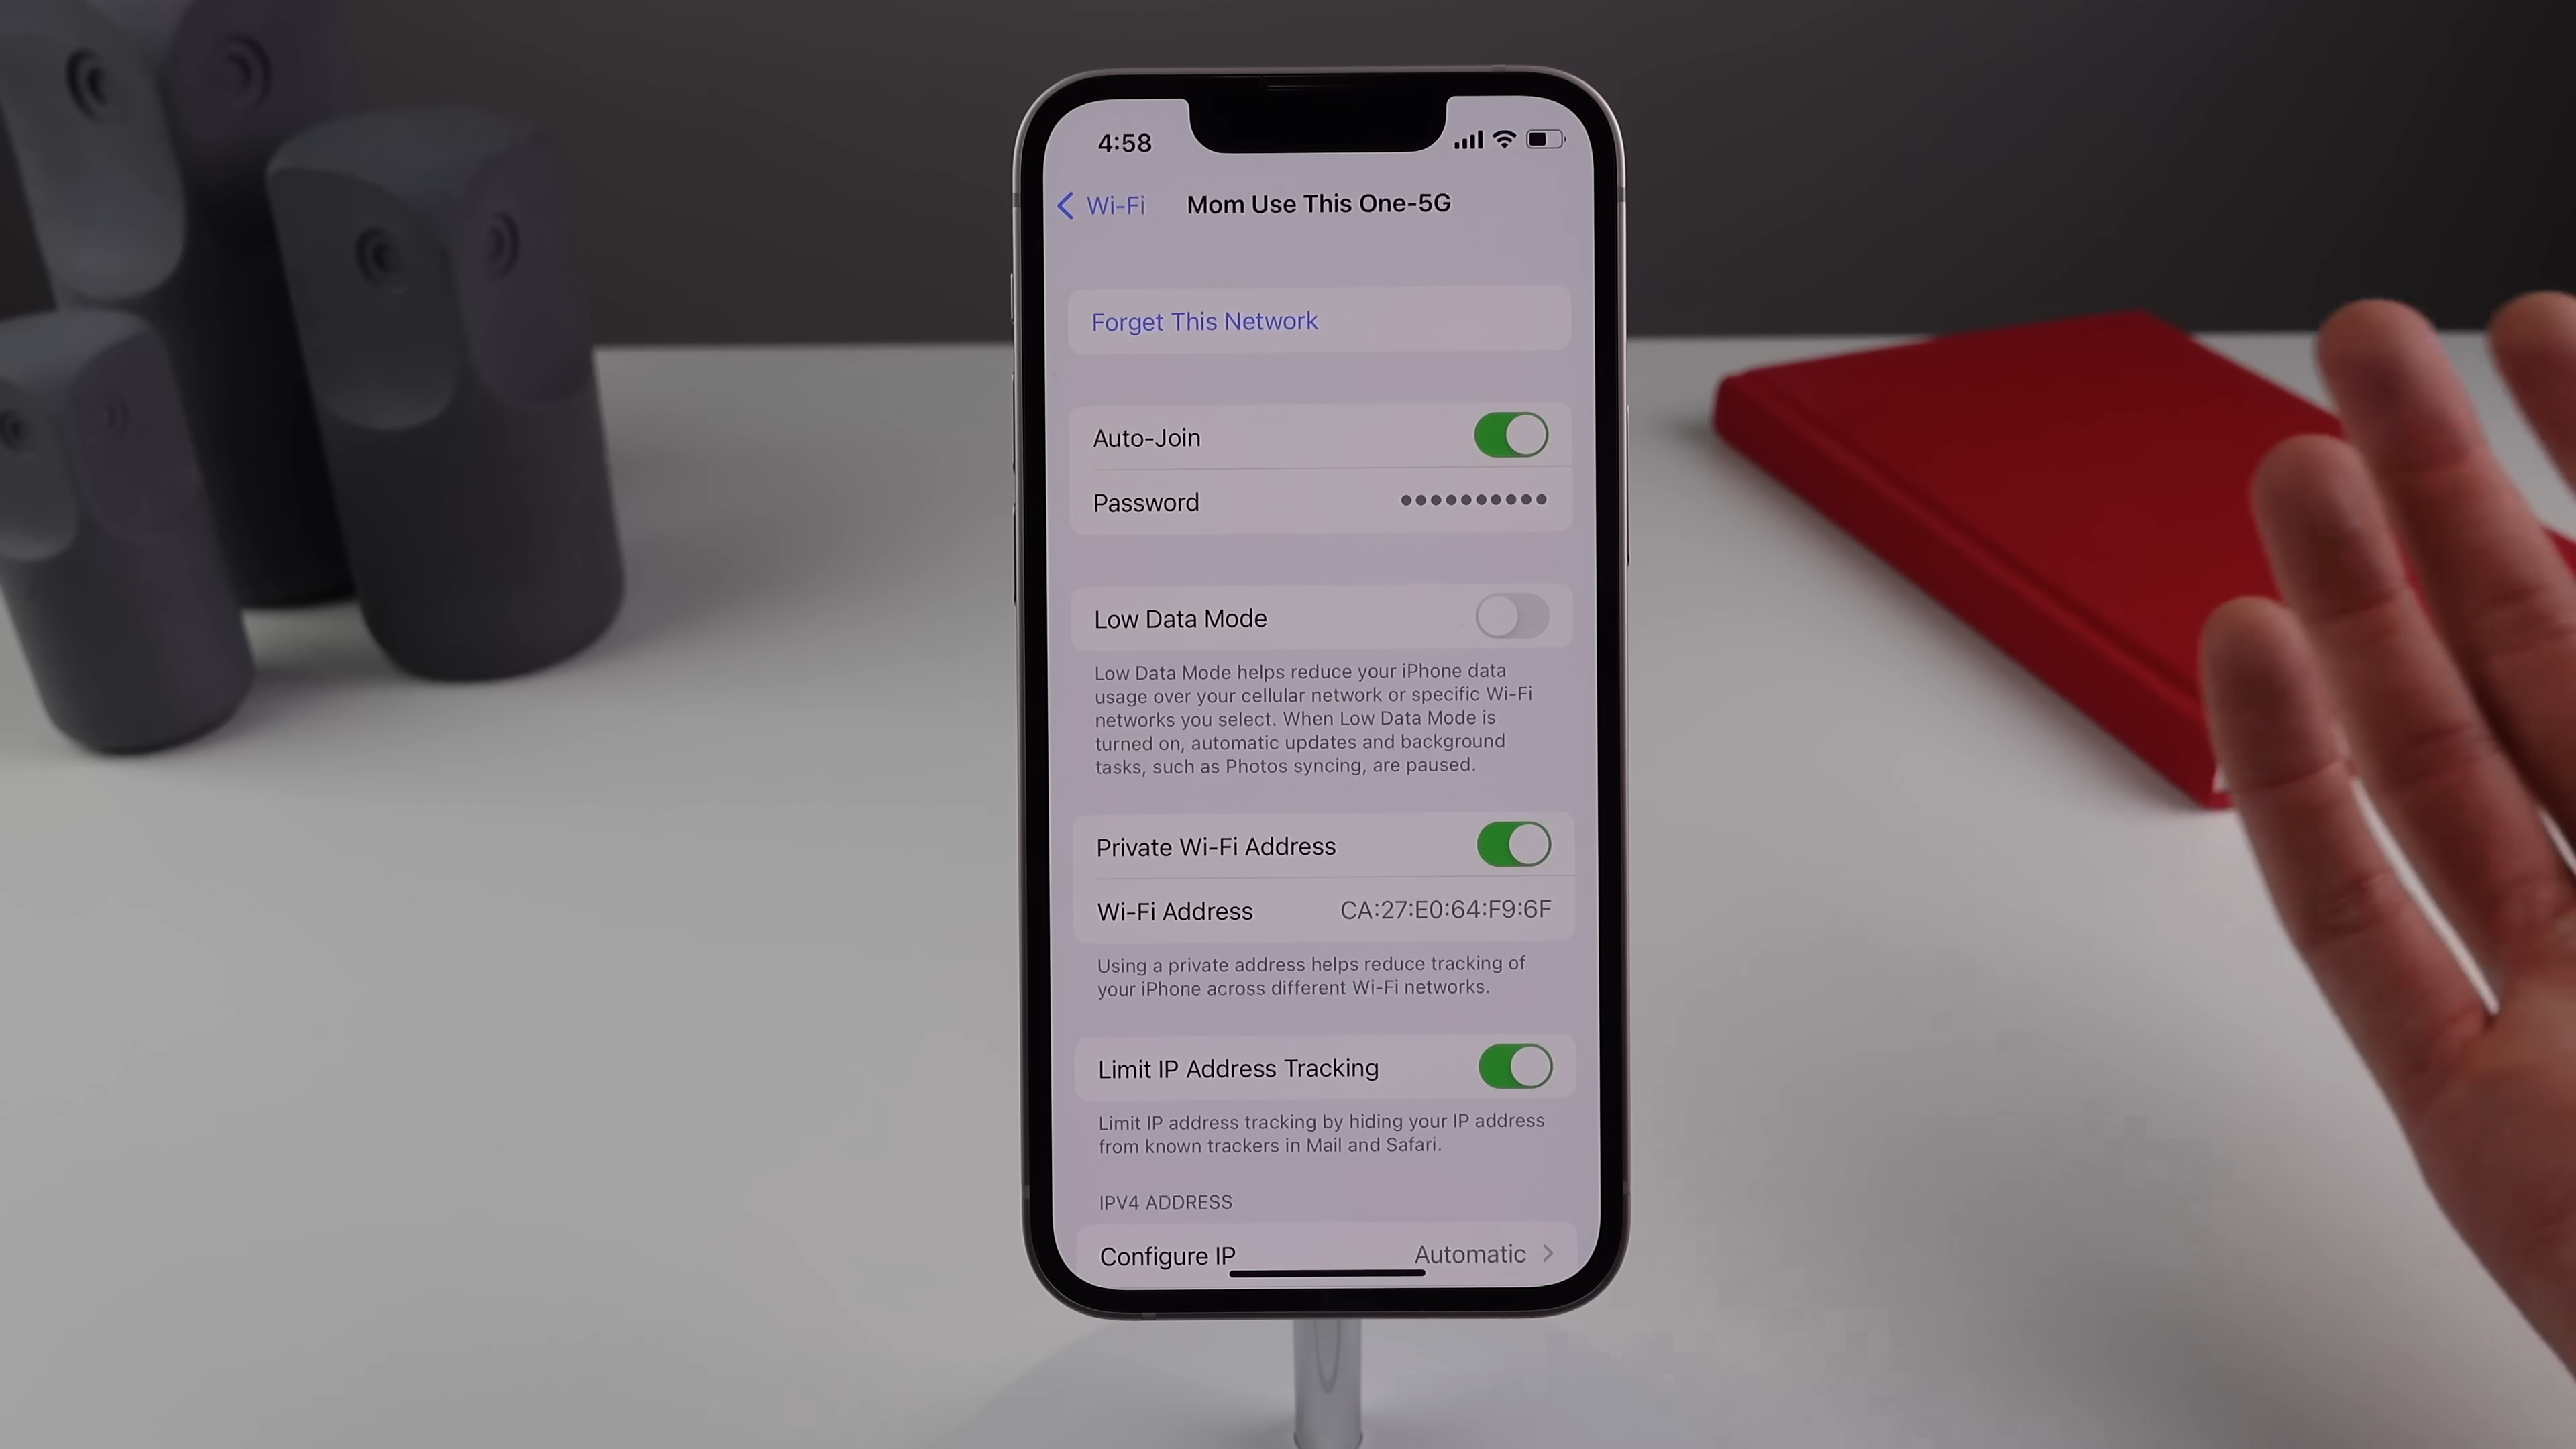 4:58
Wi-Fi
Mom Use This One-5G
Forget This Network
Auto-Join
Password ••••••••••
Low Data Mode
Low Data Mode helps reduce your iPhone data
usage over your cellular network or specific Wi-Fi
networks you select. When Low Data Mode is
turned on, automatic updates and background
tasks, such as Photos syncing, are paused.
Private Wi-Fi Address
Wi-Fi Address CA:27:E0:64:F9:6F
Using a private address helps reduce tracking of
your iPhone across different Wi-Fi networks.
Limit IP Address Tracking
Limit IP address tracking by hiding your IP address
from known trackers in Mail and Safari.
IPV4 ADDRESS
Configure IP Automatic